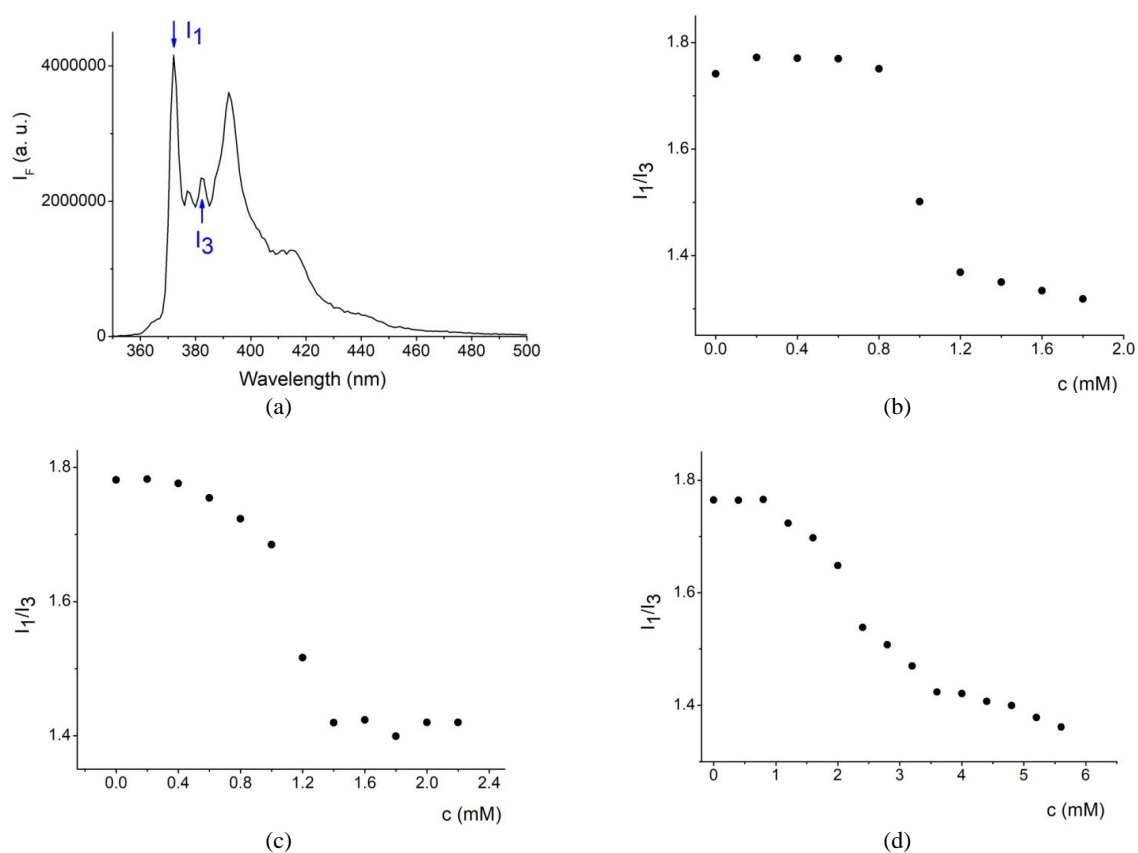 I1
4000000
2000000
0
I3
IF (a. u.)
360 380 400 420 440 460 480 500
Wavelength (nm)
(a)
1.8
1.6
1.4
I1/I3
0.0 0.4 0.8 1.2 1.6 2.0
c (mM)
(b)
1.8
1.6
1.4
I1/I3
0.0 0.4 0.8 1.2 1.6 2.0 2.4
c (mM)
(c)
1.8
1.6
1.4
I1/I3
0 1 2 3 4 5 6
c (mM)
(d)